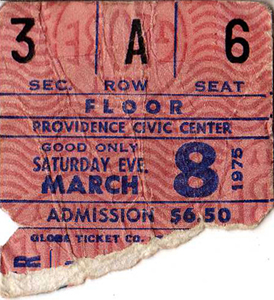 3 A 6
SEC. ROW SEAT
FLOOR
PROVIDENCE CIVIC CENTER
GOOD ONLY
SATURDAY EVE.
MARCH 8 1975
ADMISSION $6.50
GLOBE TICKET CO.
R